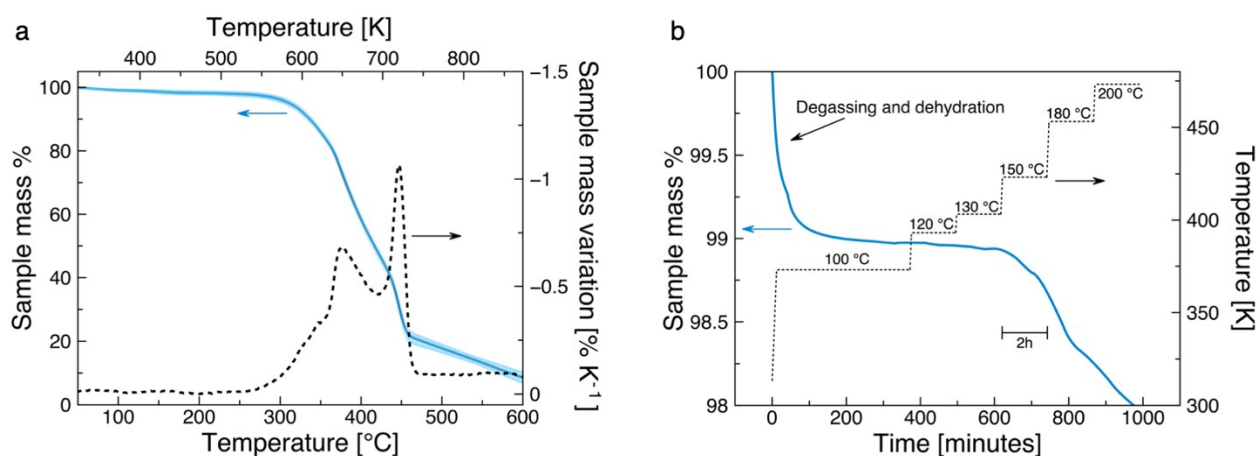 a
Temperature [K]
400 500 600 700 800
Sample mass %
100
80
60
40
20
0
−1.5
−1
−0.5
0
Sample mass variation [% K-1]
100 200 300 400 500 600
Temperature [°C]
b
Sample mass %
100
99.5
99
98.5
98
Degassing and dehydration
100 °C
120 °C
130 °C
150 °C
180 °C
200 °C
2h
450
400
350
300
Temperature [K]
0 200 400 600 800 1000
Time [minutes]